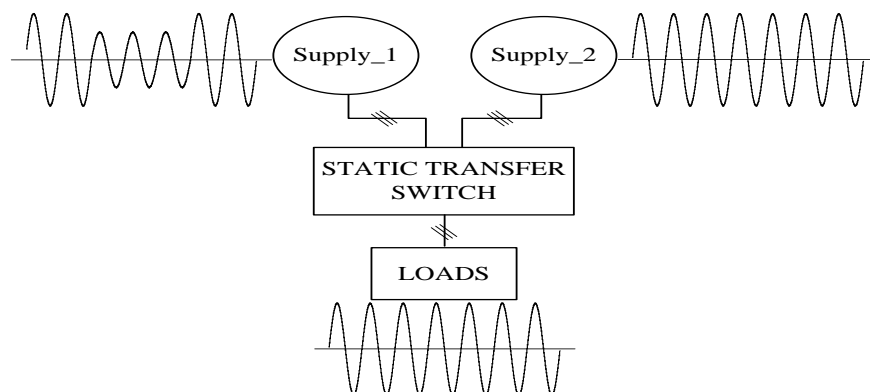 Supply_1
Supply_2
STATIC TRANSFER
SWITCH
LOADS